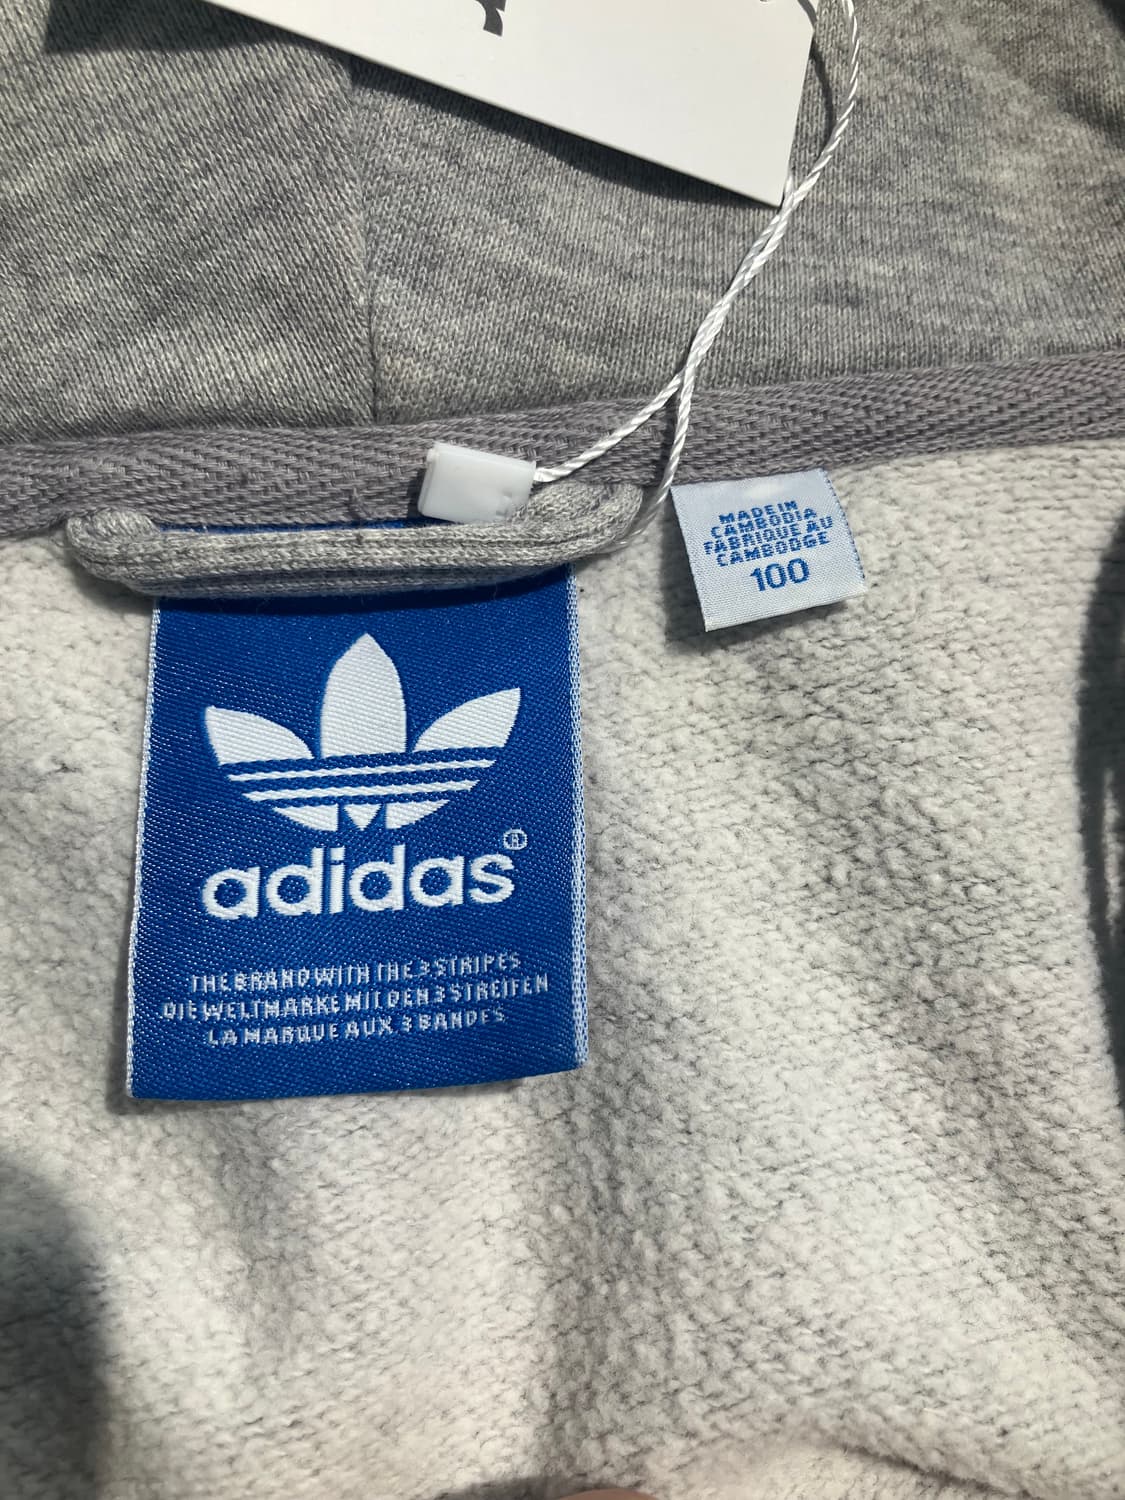 MADE IN
CAMBODIA
FABRIQUE AU
CAMBODGE
100
adidas®
THE BRAND WITH THE 3 STRIPES
DIE WELTMARKE MIT DEN 3 STREIFEN
LA MARQUE AUX 3 BANDES